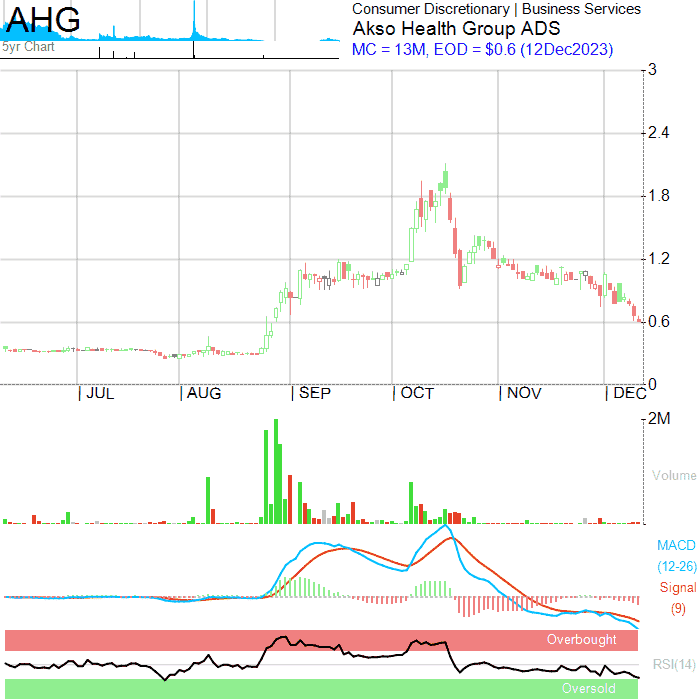 AHG
5yr Chart
Consumer Discretionary | Business Services
Akso Health Group ADS
MC = 13M, EOD = $0.6 (12Dec2023)
3
2.4
1.8
1.2
0.6
0
| JUL | AUG | SEP | OCT | NOV | DEC
2M
Volume
MACD
(12-26)
Signal
(9)
Overbought
RSI(14)
Oversold